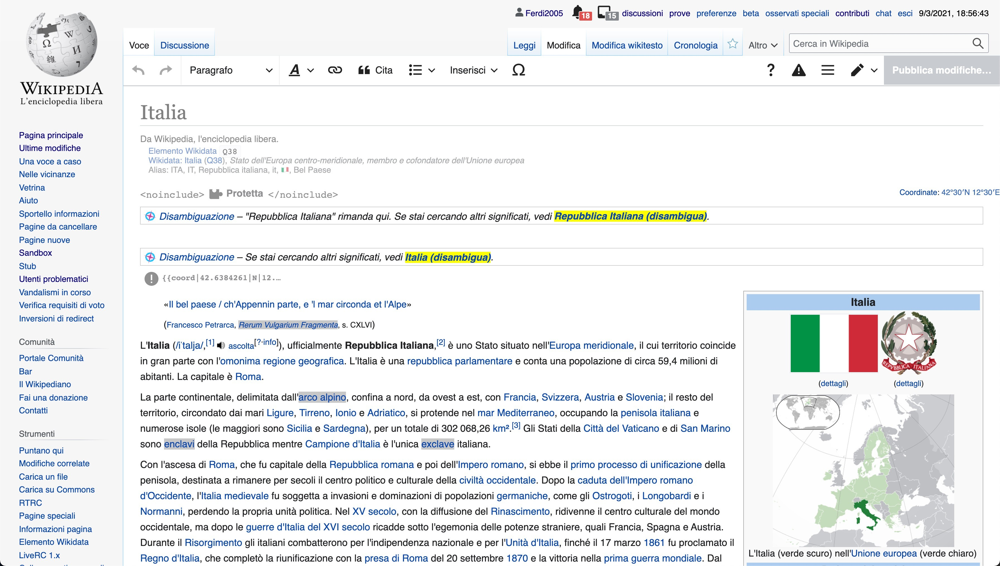 Ferdi2005 18 15 discussioni prove preferenze beta osservati speciali contributi chat esci 9/3/2021, 18:56:43
Voce Discussione Leggi Modifica Modifica wikitesto Cronologia Altro Cerca in Wikipedia
Paragrafo A Cita Inserisci Ω ? Pubblica modifiche...
WIKIPEDIA
L'enciclopedia libera
Pagina principale
Ultime modifiche
Una voce a caso
Nelle vicinanze
Vetrina
Aiuto
Sportello informazioni
Pagine da cancellare
Pagine nuove
Sandbox
Stub
Utenti problematici
Vandalismi in corso
Verifica requisiti di voto
Inversioni di redirect
Comunità
Portale Comunità
Bar
Il Wikipediano
Fai una donazione
Contatti
Strumenti
Puntano qui
Modifiche correlate
Carica un file
Carica su Commons
RTRC
Pagine speciali
Informazioni pagina
Elemento Wikidata
LiveRC 1.x
Italia
Da Wikipedia, l'enciclopedia libera.
Elemento Wikidata Q38
Wikidata: Italia (Q38), Stato dell'Europa centro-meridionale, membro e cofondatore dell'Unione europea
Alias: ITA, IT, Repubblica italiana, it, 🇮🇹, Bel Paese
<noinclude> Protetta </noinclude>
Coordinate: 42°30′N 12°30′E
Disambiguazione – "Repubblica Italiana" rimanda qui. Se stai cercando altri significati, vedi Repubblica Italiana (disambigua).
Disambiguazione – Se stai cercando altri significati, vedi Italia (disambigua).
{{coord|42.6384261|N|12.…
«Il bel paese / ch'Appennin parte, e 'l mar circonda et l'Alpe»
(Francesco Petrarca, Rerum Vulgarium Fragmenta, s. CXLVI)
L'Italia (/iˈtalja/,[1] ascolta[?·info]), ufficialmente Repubblica Italiana,[2] è uno Stato situato nell'Europa meridionale, il cui territorio coincide
in gran parte con l'omonima regione geografica. L'Italia è una repubblica parlamentare e conta una popolazione di circa 59,4 milioni di
abitanti. La capitale è Roma.
La parte continentale, delimitata dall'arco alpino, confina a nord, da ovest a est, con Francia, Svizzera, Austria e Slovenia; il resto del
territorio, circondato dai mari Ligure, Tirreno, Ionio e Adriatico, si protende nel mar Mediterraneo, occupando la penisola italiana e
numerose isole (le maggiori sono Sicilia e Sardegna), per un totale di 302 068,26 km².[3] Gli Stati della Città del Vaticano e di San Marino
sono enclavi della Repubblica mentre Campione d'Italia è l'unica exclave italiana.
Con l'ascesa di Roma, che fu capitale della Repubblica romana e poi dell'Impero romano, si ebbe il primo processo di unificazione della
penisola, destinata a rimanere per secoli il centro politico e culturale della civiltà occidentale. Dopo la caduta dell'Impero romano
d'Occidente, l'Italia medievale fu soggetta a invasioni e dominazioni di popolazioni germaniche, come gli Ostrogoti, i Longobardi e i
Normanni, perdendo la propria unità politica. Nel XV secolo, con la diffusione del Rinascimento, ridivenne il centro culturale del mondo
occidentale, ma dopo le guerre d'Italia del XVI secolo ricadde sotto l'egemonia delle potenze straniere, quali Francia, Spagna e Austria.
Durante il Risorgimento gli italiani combatterono per l'indipendenza nazionale e per l'Unità d'Italia, finché il 17 marzo 1861 fu proclamato il
Regno d'Italia, che completò la riunificazione con la presa di Roma del 20 settembre 1870 e la vittoria nella prima guerra mondiale. Dal
Italia
REPVBBLICA ITALIANA
(dettagli) (dettagli)
L'Italia (verde scuro) nell'Unione europea (verde chiaro)